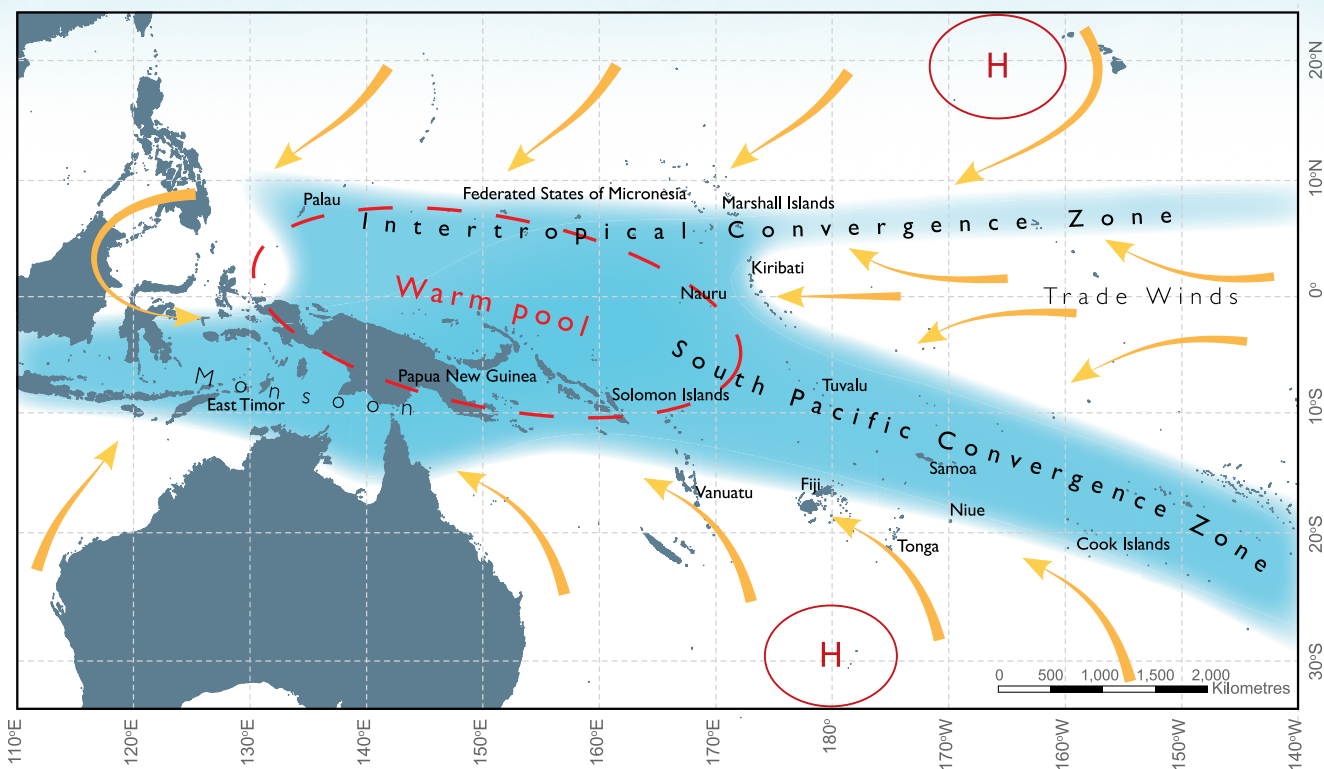 H
20°N
10°N
Palau
Federated States of Micronesia
Marshall Islands
Intertropical Convergence Zone
Kiribati
Warm pool
Nauru
0°
Trade Winds
South Pacific Convergence Zone
Monsoon
Papua New Guinea
East Timor
Solomon Islands
Tuvalu
10°S
Samoa
Fiji
Vanuatu
Niue
20°S
Tonga
Cook Islands
H
30°S
0 500 1,000 1,500 2,000
Kilometres
110°E 120°E 130°E 140°E 150°E 160°E 170°E 180° 170°W 160°W 150°W 140°W